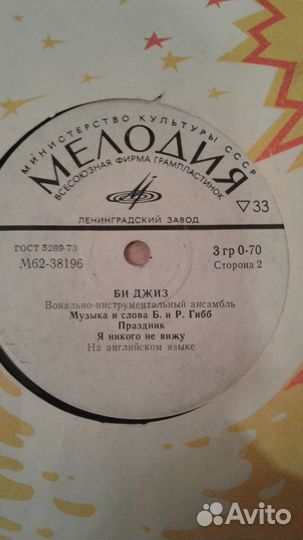 МИНИСТЕРСТВО КУЛЬТУРЫ СССР
МЕЛОДИЯ
ВСЕСОЮЗНАЯ ФИРМА ГРАМПЛАСТИНОК
ЛЕНИНГРАДСКИЙ ЗАВОД
▽33
ГОСТ 5289-73
М62-38196
3 гр 0-70
Сторона 2
БИ ДЖИЗ
Вокально-инструментальный ансамбль
Музыка и слова Б. и Р. Гибб
Праздник
Я никого не вижу
На английском языке
Avito